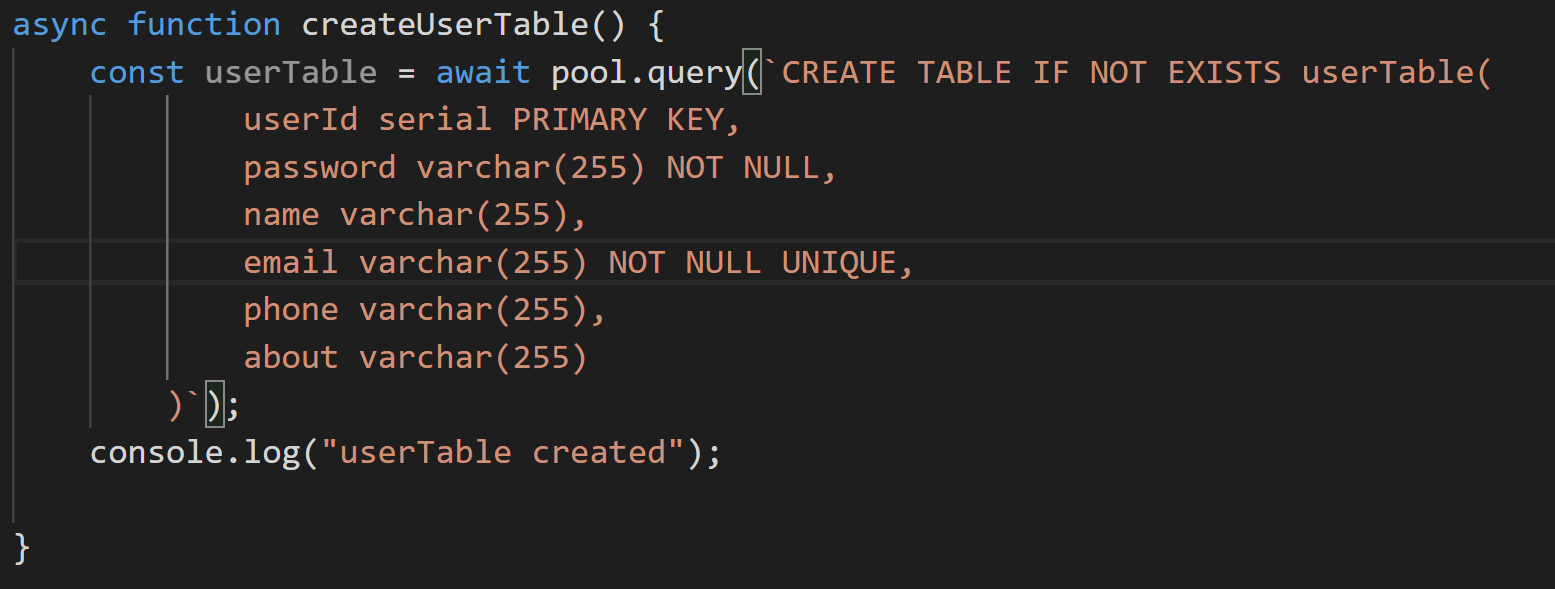 async function createUserTable() {
const userTable = await pool.query(`CREATE TABLE IF NOT EXISTS userTable(
userId serial PRIMARY KEY,
password varchar(255) NOT NULL,
name varchar(255),
email varchar(255) NOT NULL UNIQUE,
phone varchar(255),
about varchar(255)
)`);
console.log("userTable created");
}